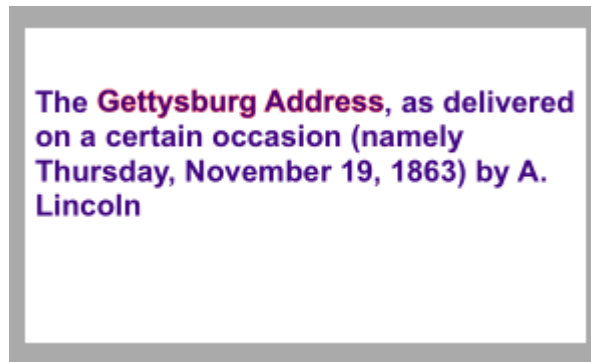 The Gettysburg Address, as delivered
on a certain occasion (namely
Thursday, November 19, 1863) by A.
Lincoln